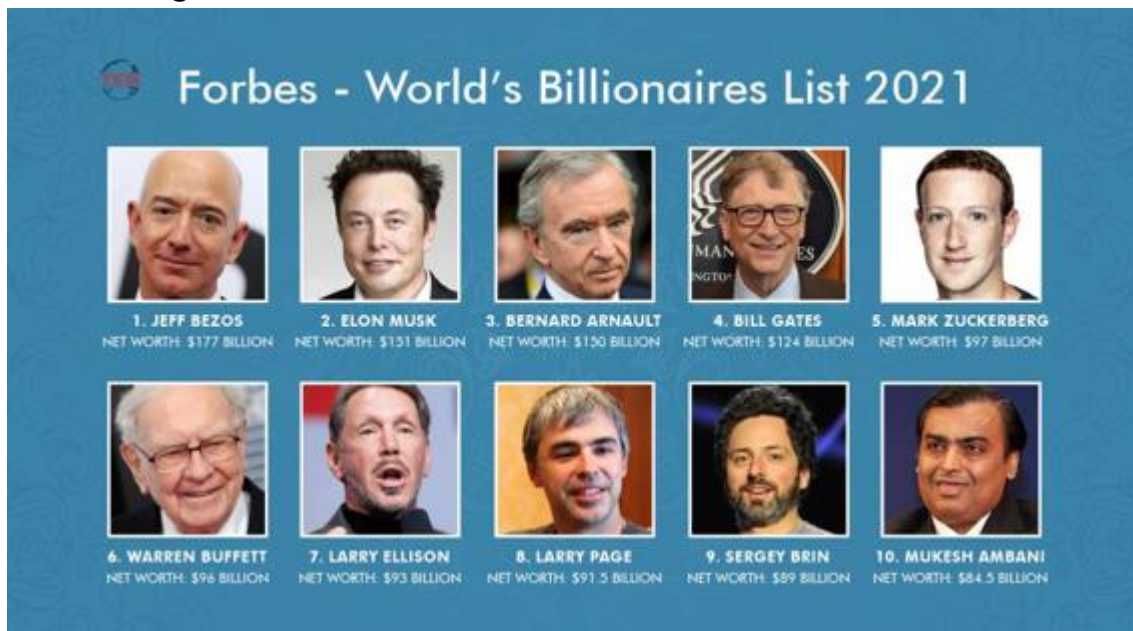 Forbes - World's Billionaires List 2021
MAN
ES
NGTO
1. JEFF BEZOS
NET WORTH: $177 BILLION
2. ELON MUSK
NET WORTH: $151 BILLION
3. BERNARD ARNAULT
NET WORTH: $150 BILLION
4. BILL GATES
NET WORTH: $124 BILLION
5. MARK ZUCKERBERG
NET WORTH: $97 BILLION
6. WARREN BUFFETT
NET WORTH: $96 BILLION
7. LARRY ELLISON
NET WORTH: $93 BILLION
8. LARRY PAGE
NET WORTH: $91.5 BILLION
9. SERGEY BRIN
NET WORTH: $89 BILLION
10. MUKESH AMBANI
NET WORTH: $84.5 BILLION